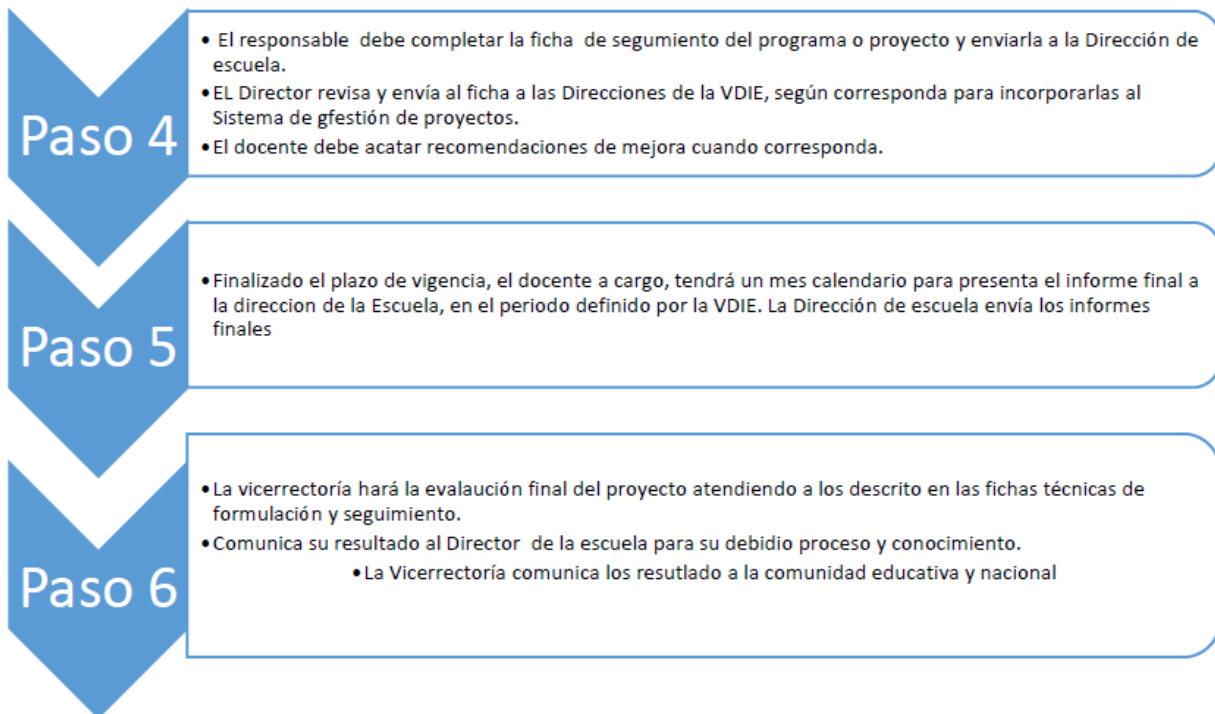 Paso 4
• El responsable debe completar la ficha de segumiento del programa o proyecto y enviarla a la Dirección de
escuela.
•EL Director revisa y envía al ficha a las Direcciones de la VDIE, según corresponda para incorporarlas al
Sistema de gfestión de proyectos.
•El docente debe acatar recomendaciones de mejora cuando corresponda.
Paso 5
•Finalizado el plazo de vigencia, el docente a cargo, tendrá un mes calendario para presenta el informe final a
la direccion de la Escuela, en el periodo definido por la VDIE. La Dirección de escuela envía los informes
finales
Paso 6
•La vicerrectoría hará la evalaución final del proyecto atendiendo a los descrito en las fichas técnicas de
formulación y seguimiento.
•Comunica su resultado al Director de la escuela para su debidio proceso y conocimiento.
•La Vicerrectoría comunica los resutlado a la comunidad educativa y nacional